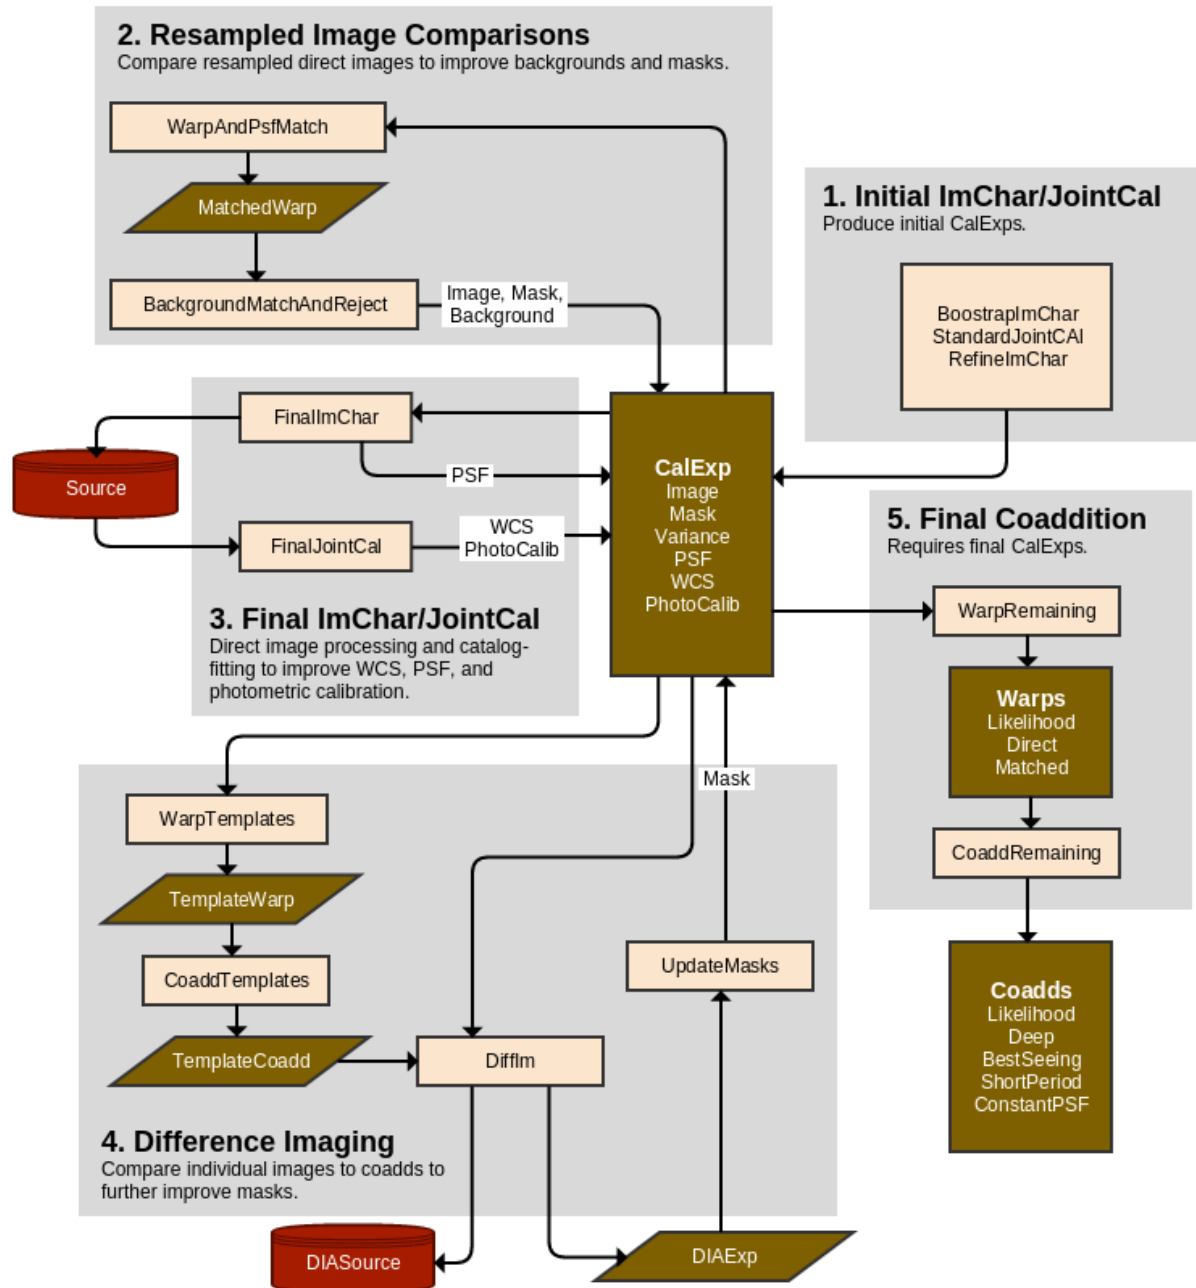 2. Resampled Image Comparisons
Compare resampled direct images to improve backgrounds and masks.
WarpAndPsfMatch
MatchedWarp
BackgroundMatchAndReject
Image, Mask,
Background
1. Initial ImChar/JointCal
Produce initial CalExps.
BoostrapImChar
StandardJointCAl
RefineImChar
FinalImChar
Source
PSF
FinalJointCal
WCS
PhotoCalib
3. Final ImChar/JointCal
Direct image processing and catalog-
fitting to improve WCS, PSF, and
photometric calibration.
CalExp
Image
Mask
Variance
PSF
WCS
PhotoCalib
5. Final Coaddition
Requires final CalExps.
WarpRemaining
Warps
Likelihood
Direct
Matched
CoaddRemaining
Coadds
Likelihood
Deep
BestSeeing
ShortPeriod
ConstantPSF
Mask
WarpTemplates
TemplateWarp
CoaddTemplates
TemplateCoadd
DiffIm
UpdateMasks
4. Difference Imaging
Compare individual images to coadds to
further improve masks.
DIASource
DIAExp